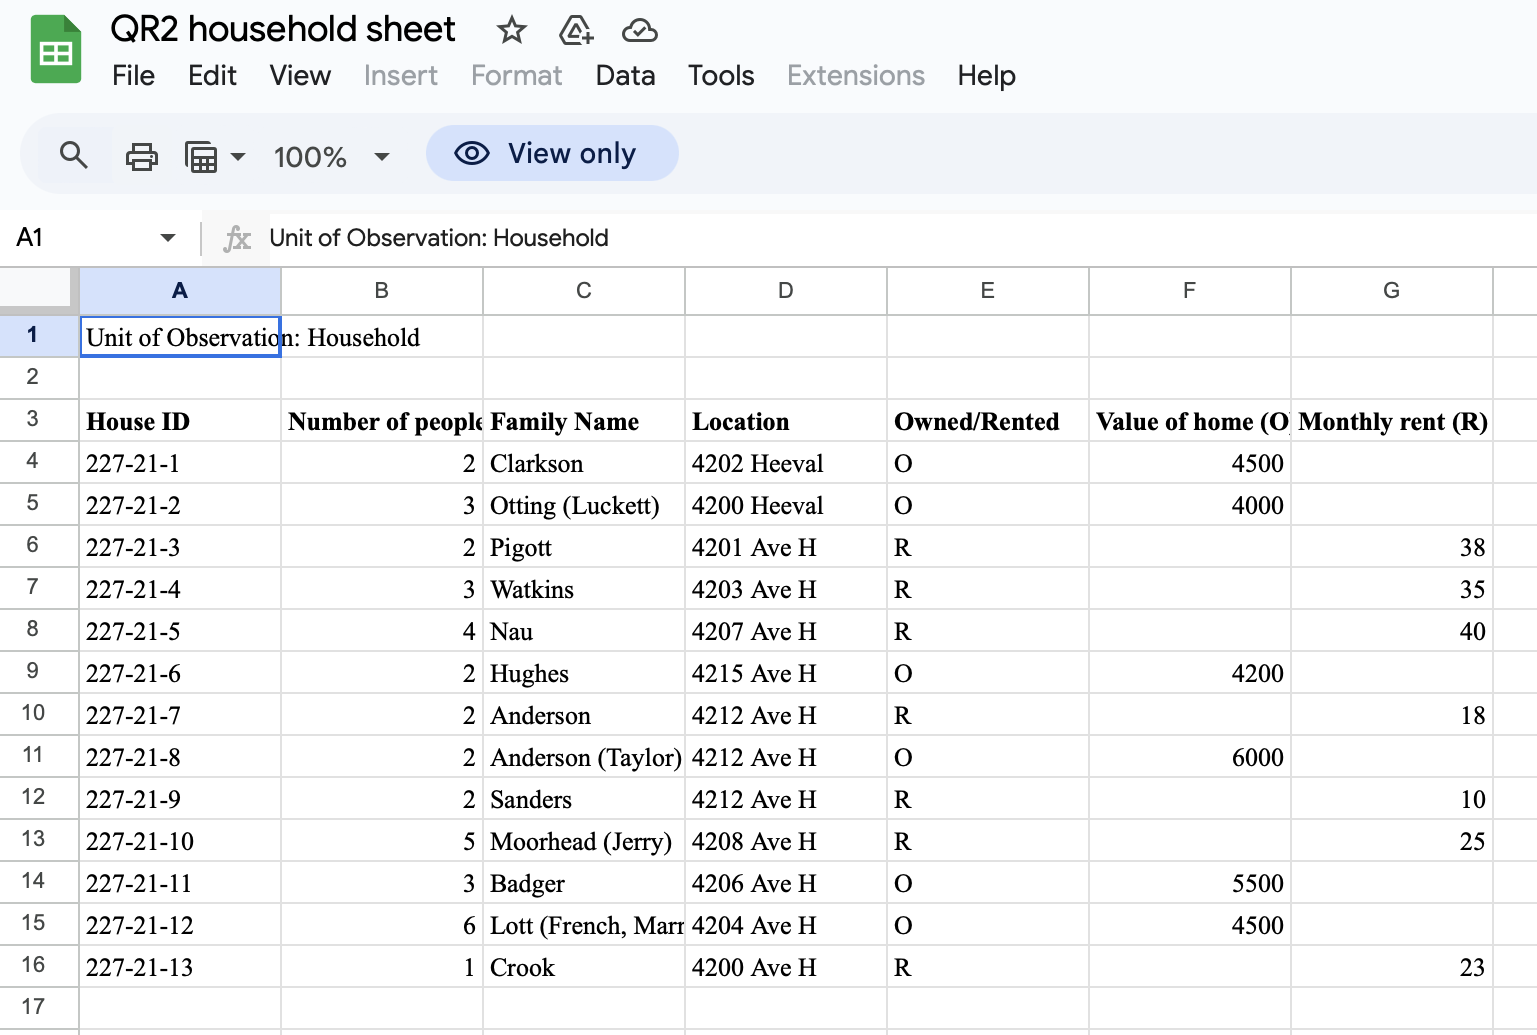 QR2 household sheet
File Edit View Insert Format Data Tools Extensions Help
100% View only
A1 fx Unit of Observation: Household
A B C D E F G
1 Unit of Observation: Household
2
3 House ID Number of people Family Name Location Owned/Rented Value of home (O Monthly rent (R)
4 227-21-1 2 Clarkson 4202 Heeval O 4500
5 227-21-2 3 Otting (Luckett) 4200 Heeval O 4000
6 227-21-3 2 Pigott 4201 Ave H R 38
7 227-21-4 3 Watkins 4203 Ave H R 35
8 227-21-5 4 Nau 4207 Ave H R 40
9 227-21-6 2 Hughes 4215 Ave H O 4200
10 227-21-7 2 Anderson 4212 Ave H R 18
11 227-21-8 2 Anderson (Taylor) 4212 Ave H O 6000
12 227-21-9 2 Sanders 4212 Ave H R 10
13 227-21-10 5 Moorhead (Jerry) 4208 Ave H R 25
14 227-21-11 3 Badger 4206 Ave H O 5500
15 227-21-12 6 Lott (French, Marr 4204 Ave H O 4500
16 227-21-13 1 Crook 4200 Ave H R 23
17